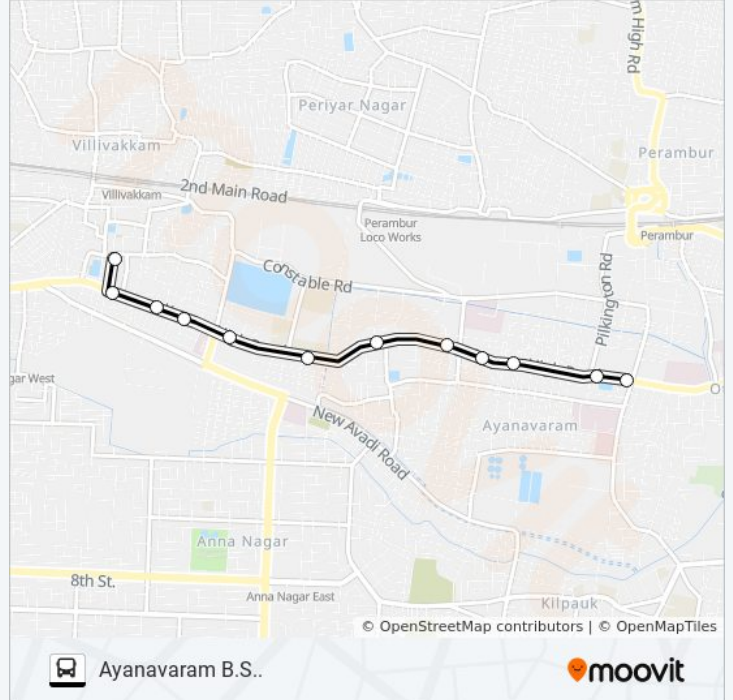 m High Rd
Periyar Nagar
Villivakkam
Perambur
2nd Main Road
Villivakkam
Perambur
Loco Works
Perambur
Constable Rd
Pilkington Rd
gar West
O
New Avadi Road
Ayanavaram
Anna Nagar
8th St.
Anna Nagar East
Kilpauk
© OpenStreetMap contributors | © OpenMapTiles
Ayanavaram B.S..
moovit